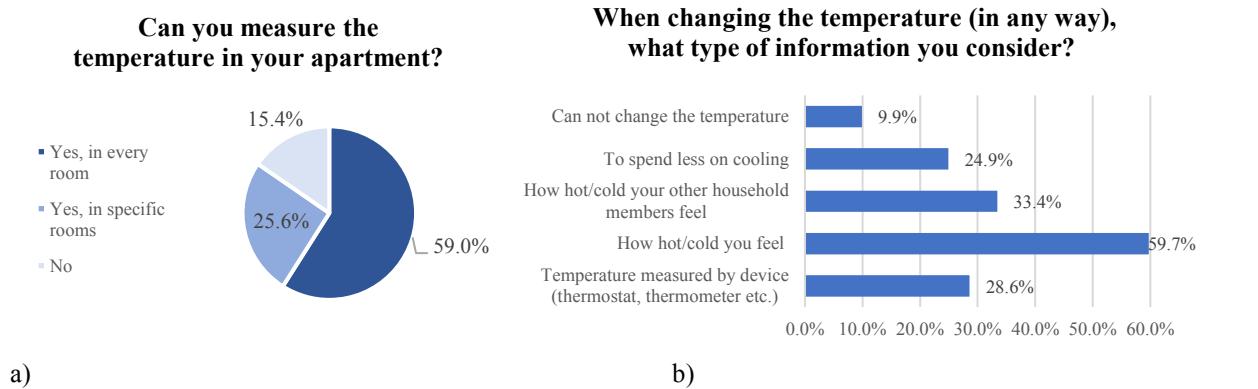 Can you measure the
temperature in your apartment?
15.4%
Yes, in every
room
Yes, in specific
rooms
No
25.6%
59.0%
a)
When changing the temperature (in any way),
what type of information you consider?
Can not change the temperature
9.9%
To spend less on cooling
24.9%
How hot/cold your other household
members feel
33.4%
How hot/cold you feel
59.7%
Temperature measured by device
(thermostat, thermometer etc.)
28.6%
0.0% 10.0% 20.0% 30.0% 40.0% 50.0% 60.0%
b)